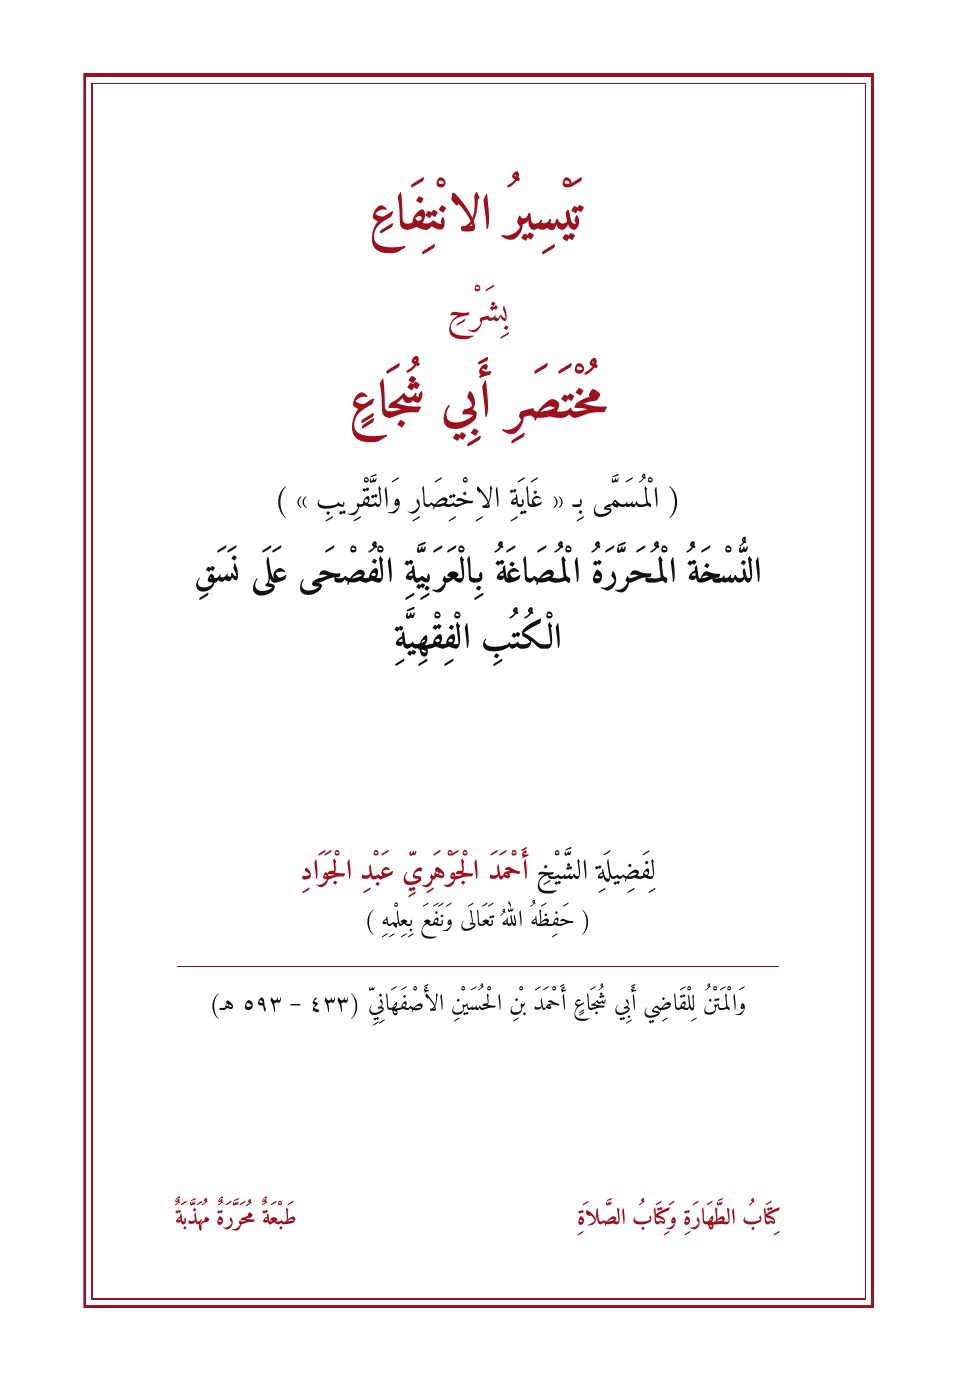 تَيْسِيرُ الانْتِفَاعِ
بِشَرْحِ
مُخْتَصَرِ أَبِي شُجَاعٍ
( الْمُسَمَّى بِـ « غَايَةِ الاِخْتِصَارِ وَالتَّقْرِيبِ » )
النُّسْخَةُ الْمُحَرَّرَةُ الْمُصَاغَةُ بِالْعَرَبِيَّةِ الْفُصْحَى عَلَى نَسَقِ
الْكُتُبِ الْفِقْهِيَّةِ
لِفَضِيلَةِ الشَّيْخِ أَحْمَدَ الْجَوْهَرِيِّ عَبْدِ الْجَوَادِ
( حَفِظَهُ اللهُ تَعَالَى وَنَفَعَ بِعِلْمِهِ )
وَالْمَتْنُ لِلْقَاضِي أَبِي شُجَاعٍ أَحْمَدَ بْنِ الْحُسَيْنِ الأَصْفَهَانِيِّ (٤٣٣ – ٥٩٣ هـ)
كِتَابُ الطَّهَارَةِ وَكِتَابُ الصَّلاَةِ
طَبْعَةٌ مُحَرَّرَةٌ مُهَذَّبَةٌ